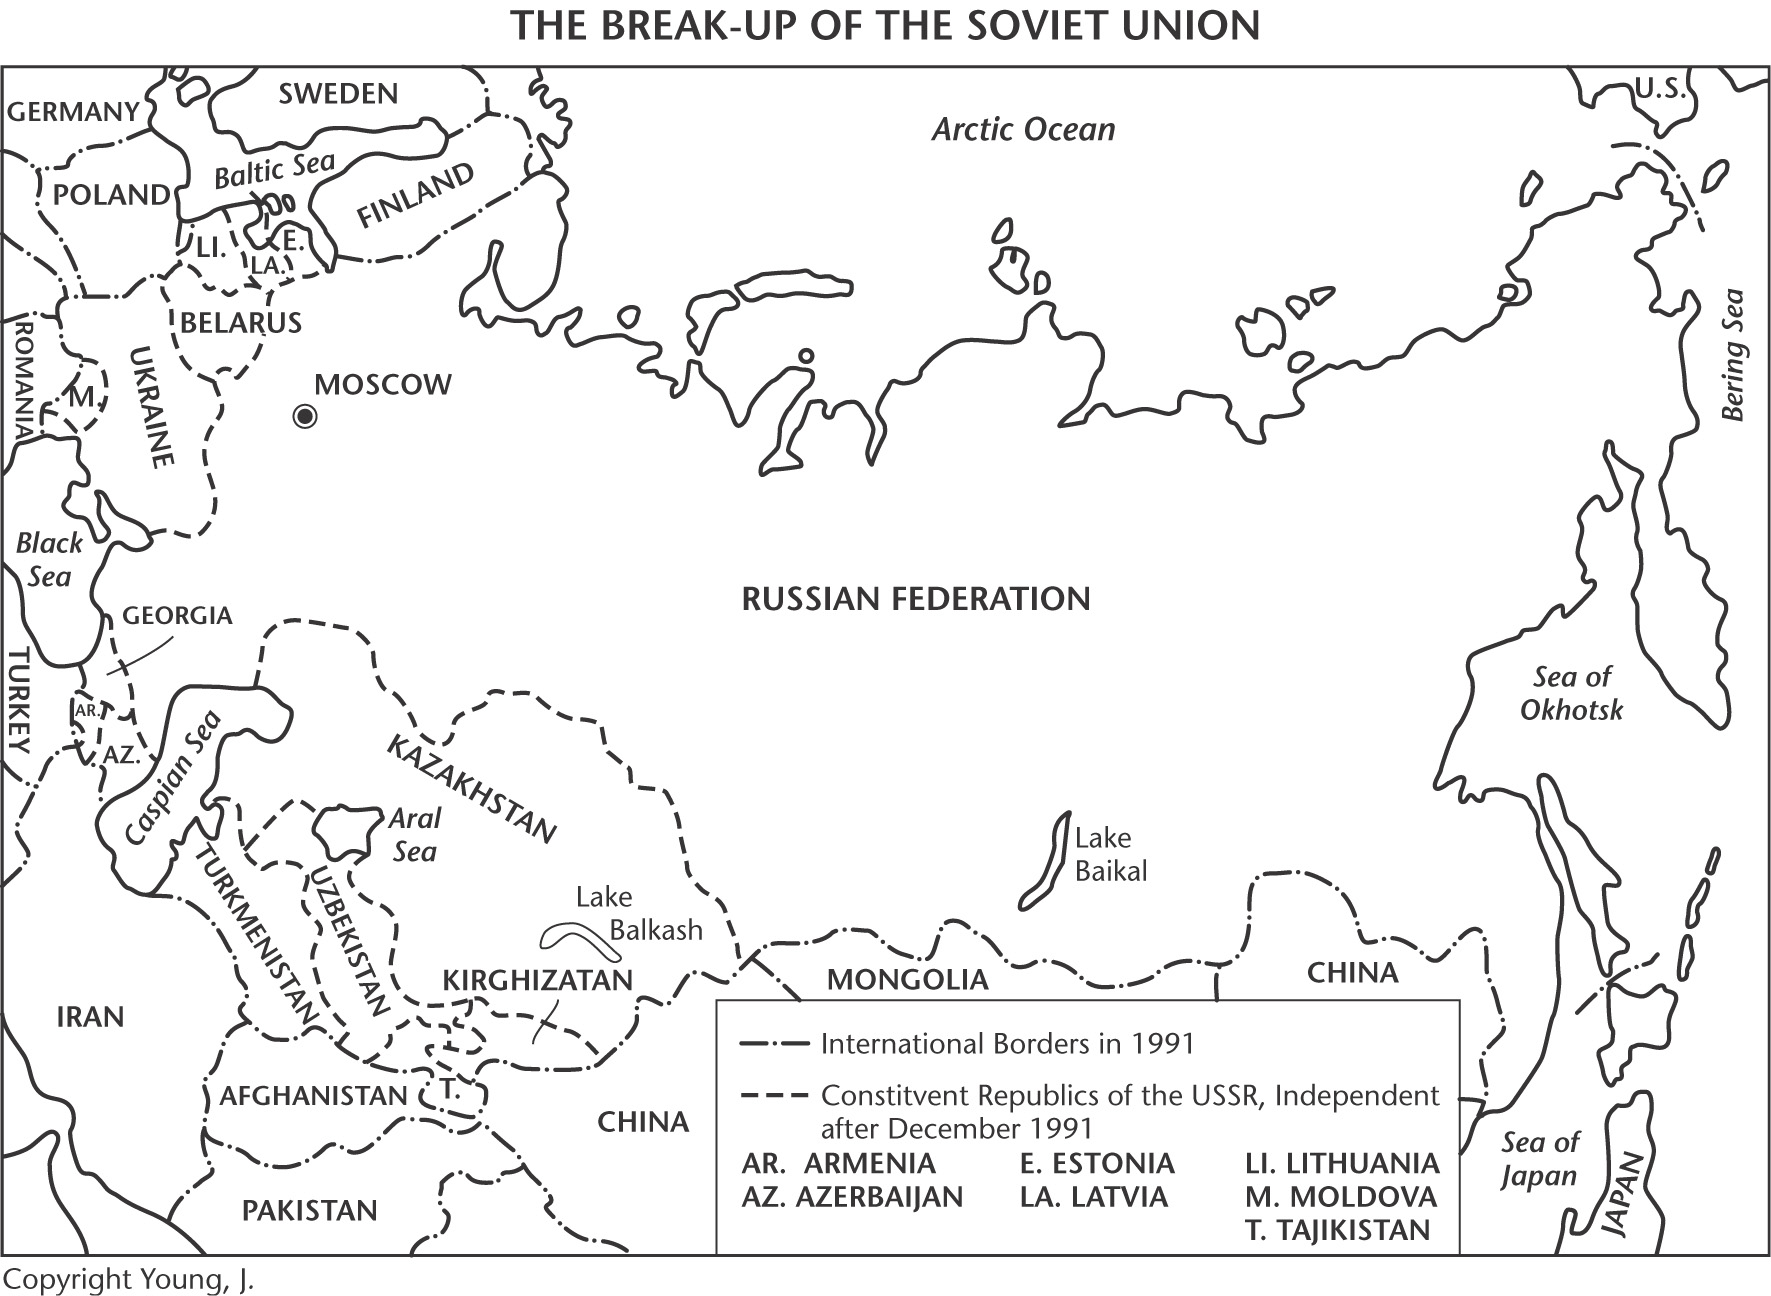 THE BREAK-UP OF THE SOVIET UNION
GERMANY
SWEDEN
U.S.
Arctic Ocean
Baltic Sea
POLAND
FINLAND
LI.
E.
LA.
BELARUS
ROMANIA
UKRAINE
M.
MOSCOW
Bering Sea
Black
Sea
RUSSIAN FEDERATION
GEORGIA
TURKEY
AR.
AZ.
Caspian Sea
KAZAKHSTAN
Sea of
Okhotsk
Aral
Sea
Lake
Baikal
TURKMENISTAN
UZBEKISTAN
Lake
Balkash
KIRGHIZATAN
MONGOLIA
CHINA
IRAN
AFGHANISTAN
T.
CHINA
PAKISTAN
International Borders in 1991
Constitvent Republics of the USSR, Independent
after December 1991
AR. ARMENIA E. ESTONIA LI. LITHUANIA
AZ. AZERBAIJAN LA. LATVIA M. MOLDOVA
T. TAJIKISTAN
Sea of
Japan
JAPAN
Copyright Young, J.